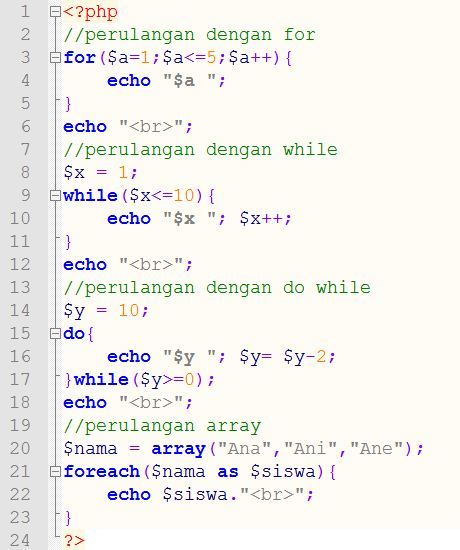 1 <?php
2 //perulangan dengan for
3 for($a=1;$a<=5;$a++){
4     echo "$a ";
5 }
6 echo "<br>";
7 //perulangan dengan while
8 $x = 1;
9 while($x<=10){
10     echo "$x "; $x++;
11 }
12 echo "<br>";
13 //perulangan dengan do while
14 $y = 10;
15 do{
16     echo "$y "; $y= $y-2;
17 }while($y>=0);
18 echo "<br>";
19 //perulangan array
20 $nama = array("Ana","Ani","Ane");
21 foreach($nama as $siswa){
22     echo $siswa."<br>";
23 }
24 ?>